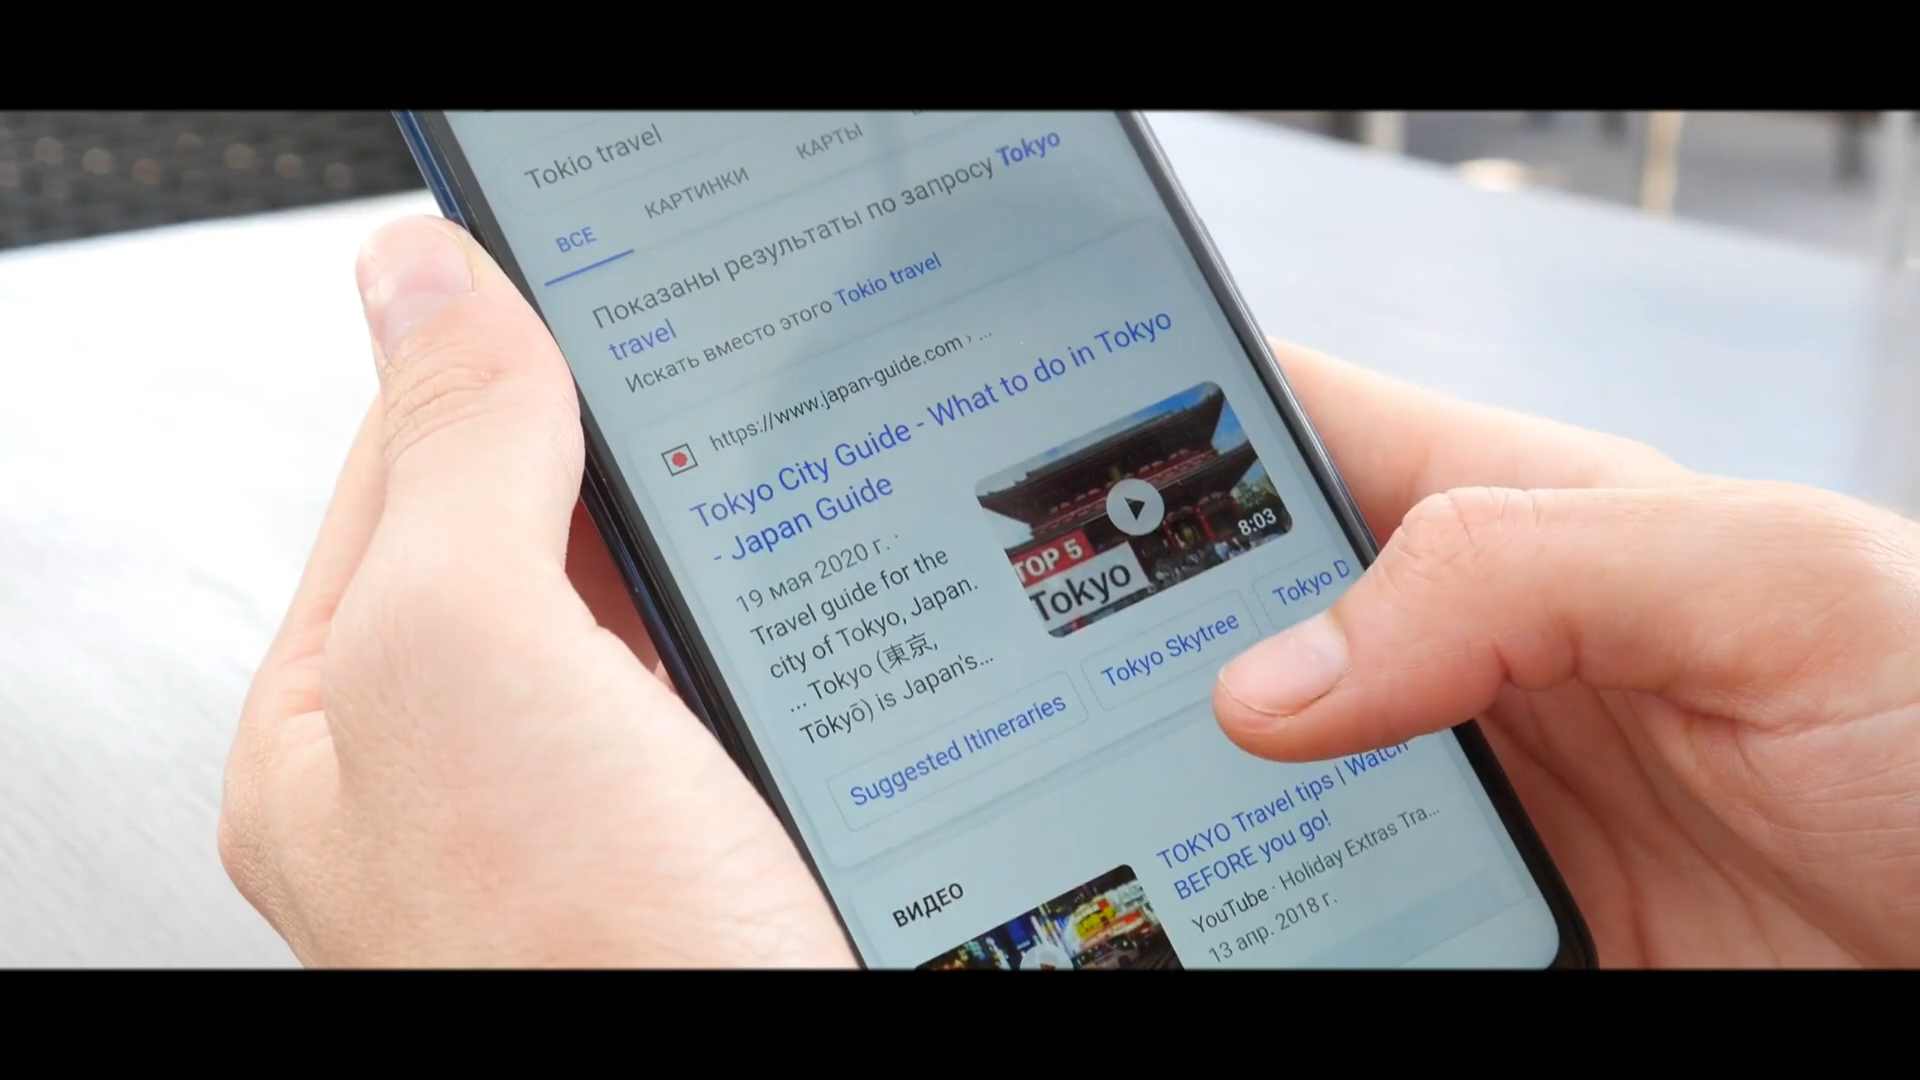 Tokio travel
ВСЕ
КАРТИНКИ
КАРТЫ
Показаны результаты по запросу Tokyo
travel
Искать вместо этого Tokio travel
https://www.japan-guide.com › ...
Tokyo City Guide - What to do in Tokyo
- Japan Guide
19 мая 2020 г. ·
Travel guide for the
city of Tokyo, Japan.
... Tokyo (東京,
Tōkyō) is Japan's...
TOP 5
Tokyo
8:03
Suggested Itineraries
Tokyo Skytree
Tokyo D
ВИДЕО
TOKYO Travel tips | Watch
BEFORE you go!
YouTube · Holiday Extras Tra...
13 апр. 2018 г.